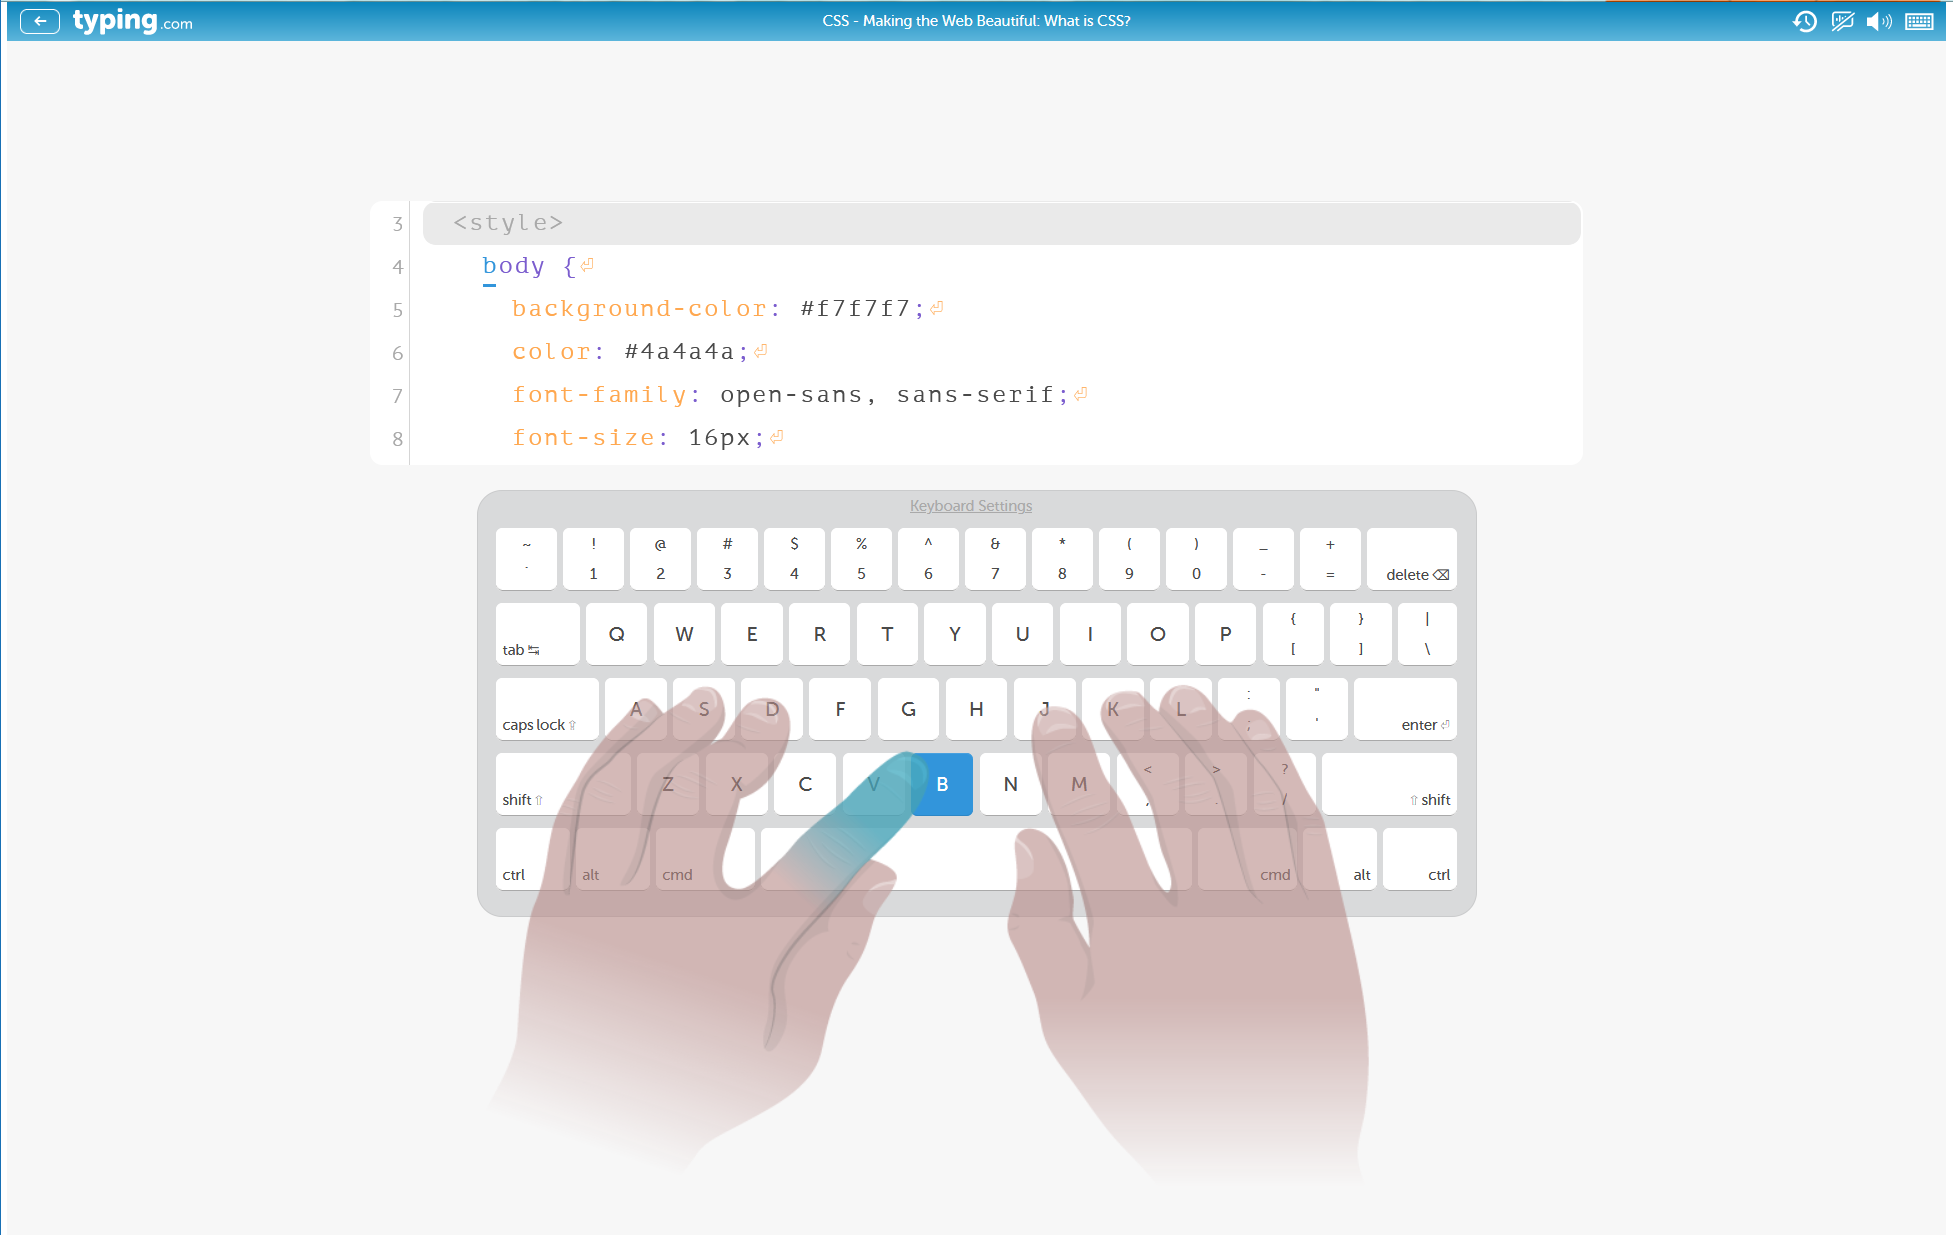 typing.com
CSS - Making the Web Beautiful: What is CSS?
3 <style>
4 body {⏎
5 background-color: #f7f7f7;⏎
6 color: #4a4a4a;⏎
7 font-family: open-sans, sans-serif;⏎
8 font-size: 16px;⏎
Keyboard Settings
~ ! @ # $ % ^ & * ( ) _ +
` 1 2 3 4 5 6 7 8 9 0 - = delete ⌫
tab ↹ Q W E R T Y U I O P { [ } ] | \
caps lock ⇪ A S D F G H J K L : ; " ' enter ⏎
shift ⇧ Z X C V B N M < , > . ? / ⇧ shift
ctrl alt cmd cmd alt ctrl